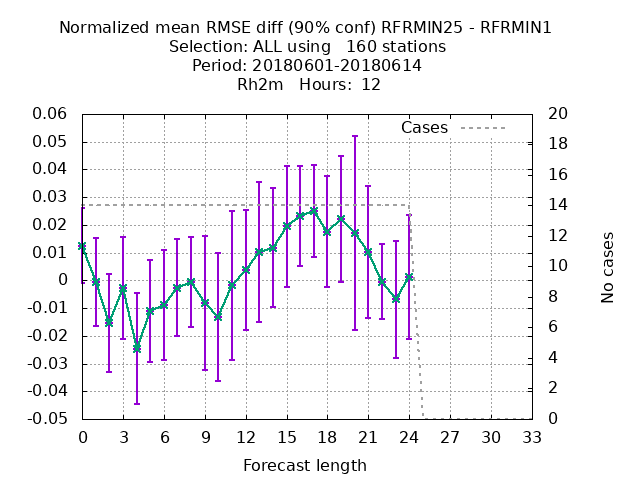 Normalized mean RMSE diff (90% conf) RFRMIN25 - RFRMIN1
Selection: ALL using   160 stations
Period: 20180601-20180614
Rh2m   Hours:  12
Cases
0.06
0.05
0.04
0.03
0.02
0.01
0
-0.01
-0.02
-0.03
-0.04
-0.05
20
18
16
14
12
10
8
6
4
2
0
No cases
0 3 6 9 12 15 18 21 24 27 30 33
Forecast length